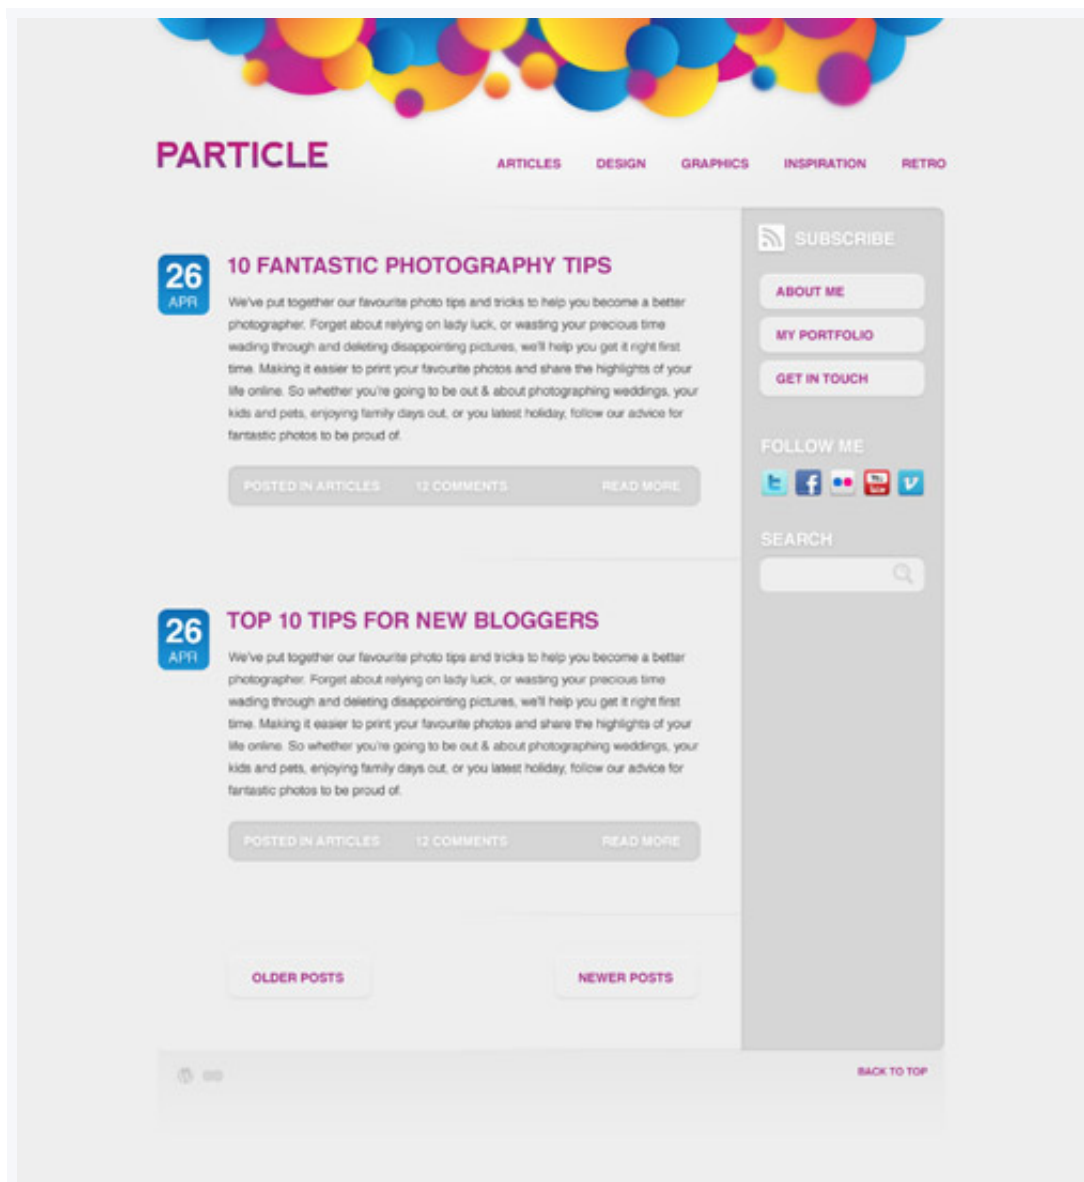 PARTICLE
ARTICLES DESIGN GRAPHICS INSPIRATION RETRO
26
APR
10 FANTASTIC PHOTOGRAPHY TIPS
We've put together our favourite photo tips and tricks to help you become a better
photographer. Forget about relying on lady luck, or wasting your precious time
wading through and deleting disappointing pictures, we'll help you get it right first
time. Making it easier to print your favourite photos and share the highlights of your
life online. So whether you're going to be out & about photographing weddings, your
kids and pets, enjoying family days out, or you latest holiday, follow our advice for
fantastic photos to be proud of.
POSTED IN ARTICLES 12 COMMENTS READ MORE
26
APR
TOP 10 TIPS FOR NEW BLOGGERS
We've put together our favourite photo tips and tricks to help you become a better
photographer. Forget about relying on lady luck, or wasting your precious time
wading through and deleting disappointing pictures, we'll help you get it right first
time. Making it easier to print your favourite photos and share the highlights of your
life online. So whether you're going to be out & about photographing weddings, your
kids and pets, enjoying family days out, or you latest holiday, follow our advice for
fantastic photos to be proud of.
POSTED IN ARTICLES 12 COMMENTS READ MORE
OLDER POSTS NEWER POSTS
SUBSCRIBE
ABOUT ME
MY PORTFOLIO
GET IN TOUCH
FOLLOW ME
SEARCH
BACK TO TOP